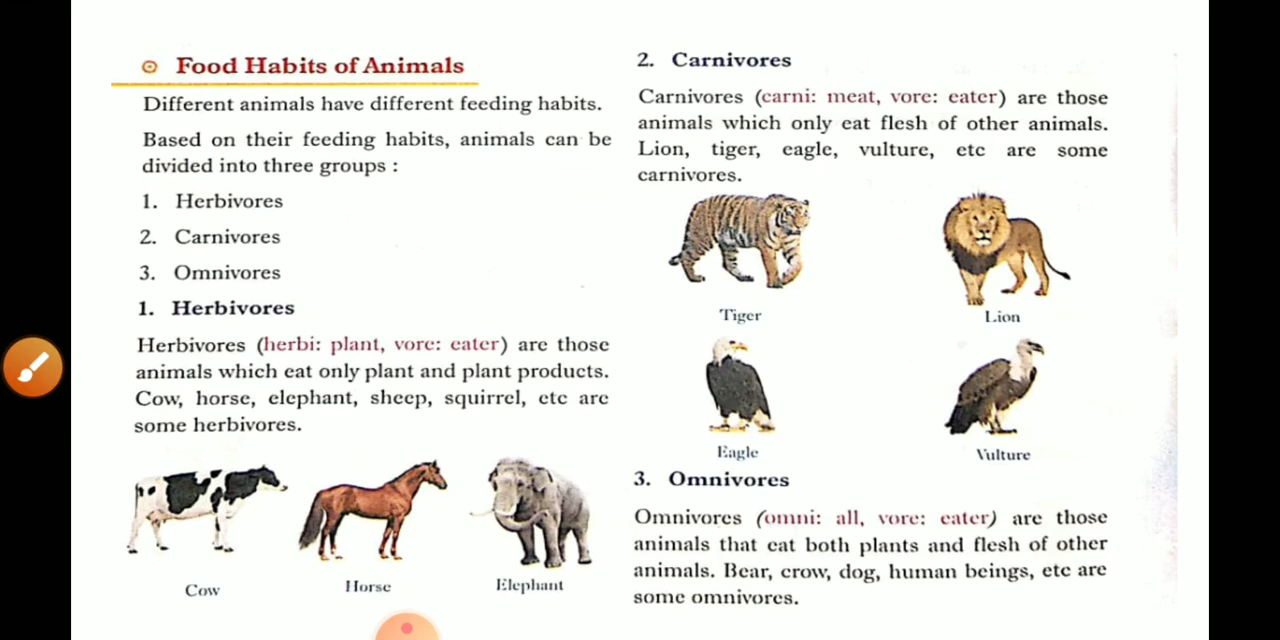 Food Habits of Animals
Different animals have different feeding habits.
Based on their feeding habits, animals can be
divided into three groups :
1. Herbivores
2. Carnivores
3. Omnivores
1. Herbivores
Herbivores (herbi: plant, vore: eater) are those
animals which eat only plant and plant products.
Cow, horse, elephant, sheep, squirrel, etc are
some herbivores.
Cow
Horse
Elephant
2. Carnivores
Carnivores (carni: meat, vore: eater) are those
animals which only eat flesh of other animals.
Lion, tiger, eagle, vulture, etc are some
carnivores.
Tiger
Lion
Eagle
Vulture
3. Omnivores
Omnivores (omni: all, vore: eater) are those
animals that eat both plants and flesh of other
animals. Bear, crow, dog, human beings, etc are
some omnivores.